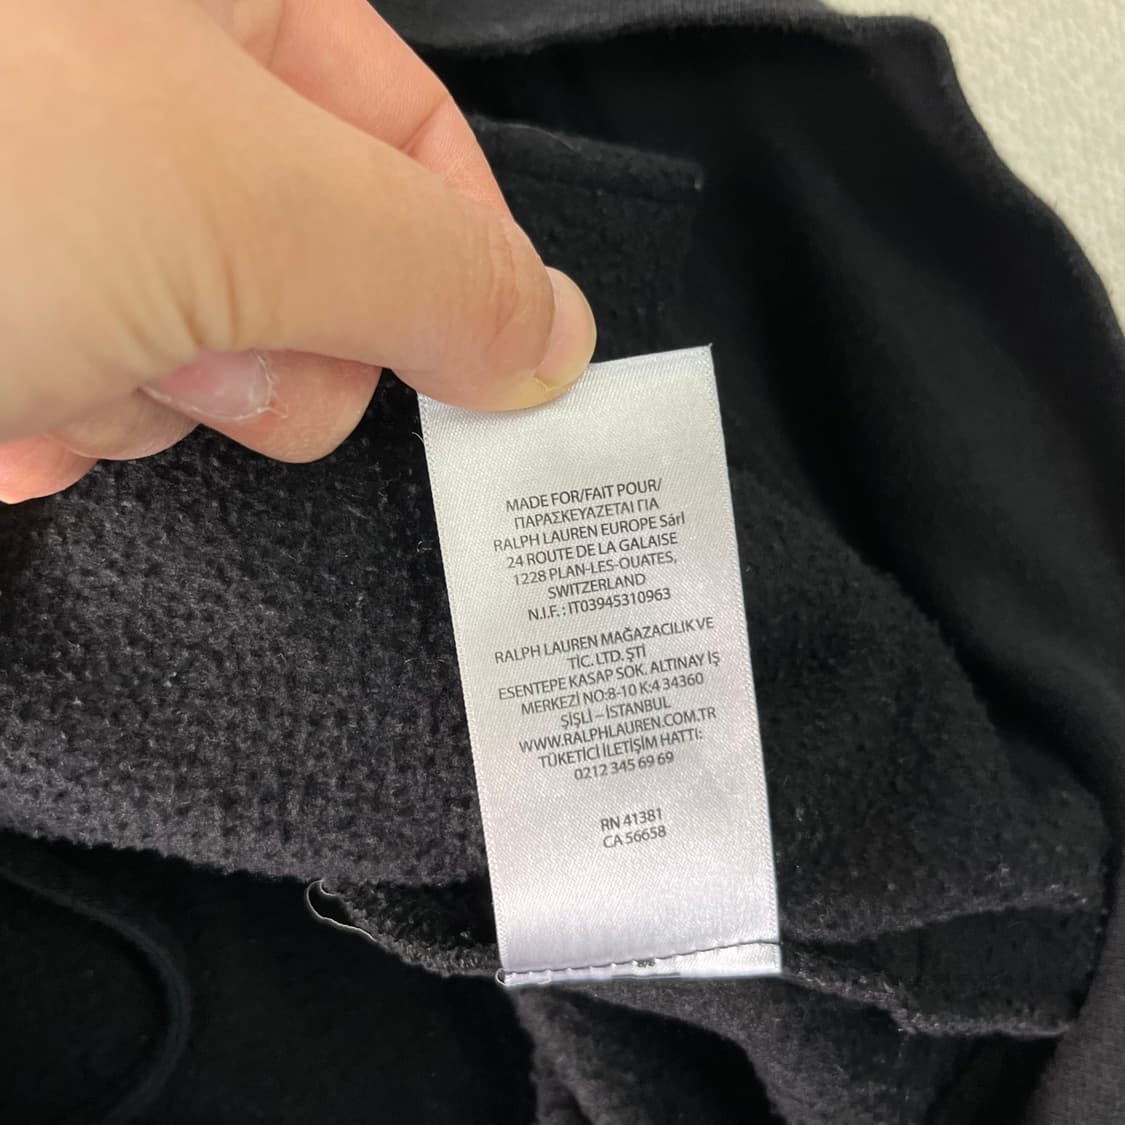 MADE FOR/FAIT POUR/
ΠΑΡΑΣΚΕΥΑΖΕΤΑΙ ΓΙΑ
RALPH LAUREN EUROPE Sárl
24 ROUTE DE LA GALAISE
1228 PLAN-LES-OUATES,
SWITZERLAND
N.I.F. : IT03945310963
RALPH LAUREN MAĞAZACILIK VE
TİC. LTD. ŞTİ
ESENTEPE KASAP SOK. ALTINAY İŞ
MERKEZİ NO:8-10 K:4 34360
ŞİŞLİ – İSTANBUL
WWW.RALPHLAUREN.COM.TR
TÜKETİCİ İLETİŞİM HATTI:
0212 345 69 69
RN 41381
CA 56658